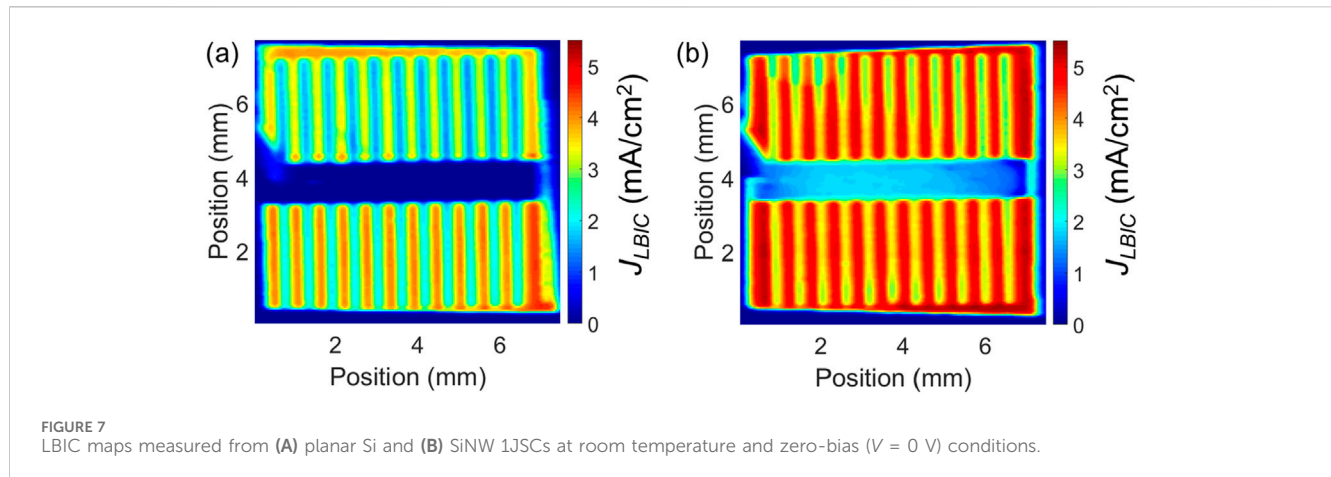 (a)
Position (mm)
6
4
2
2 4 6
Position (mm)
5
4
3
2
1
0
J_LBIC (mA/cm²)
(b)
Position (mm)
6
4
2
2 4 6
Position (mm)
5
4
3
2
1
0
J_LBIC (mA/cm²)
FIGURE 7
LBIC maps measured from (A) planar Si and (B) SiNW 1JSCs at room temperature and zero-bias (V = 0 V) conditions.